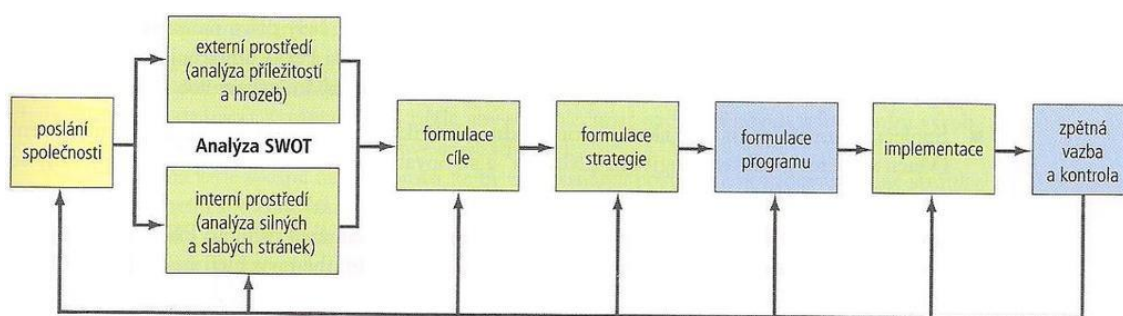 poslání
společnosti
externí prostředí
(analýza příležitostí
a hrozeb)
Analýza SWOT
interní prostředí
(analýza silných
a slabých stránek)
formulace
cíle
formulace
strategie
formulace
programu
implementace
zpětná
vazba
a kontrola